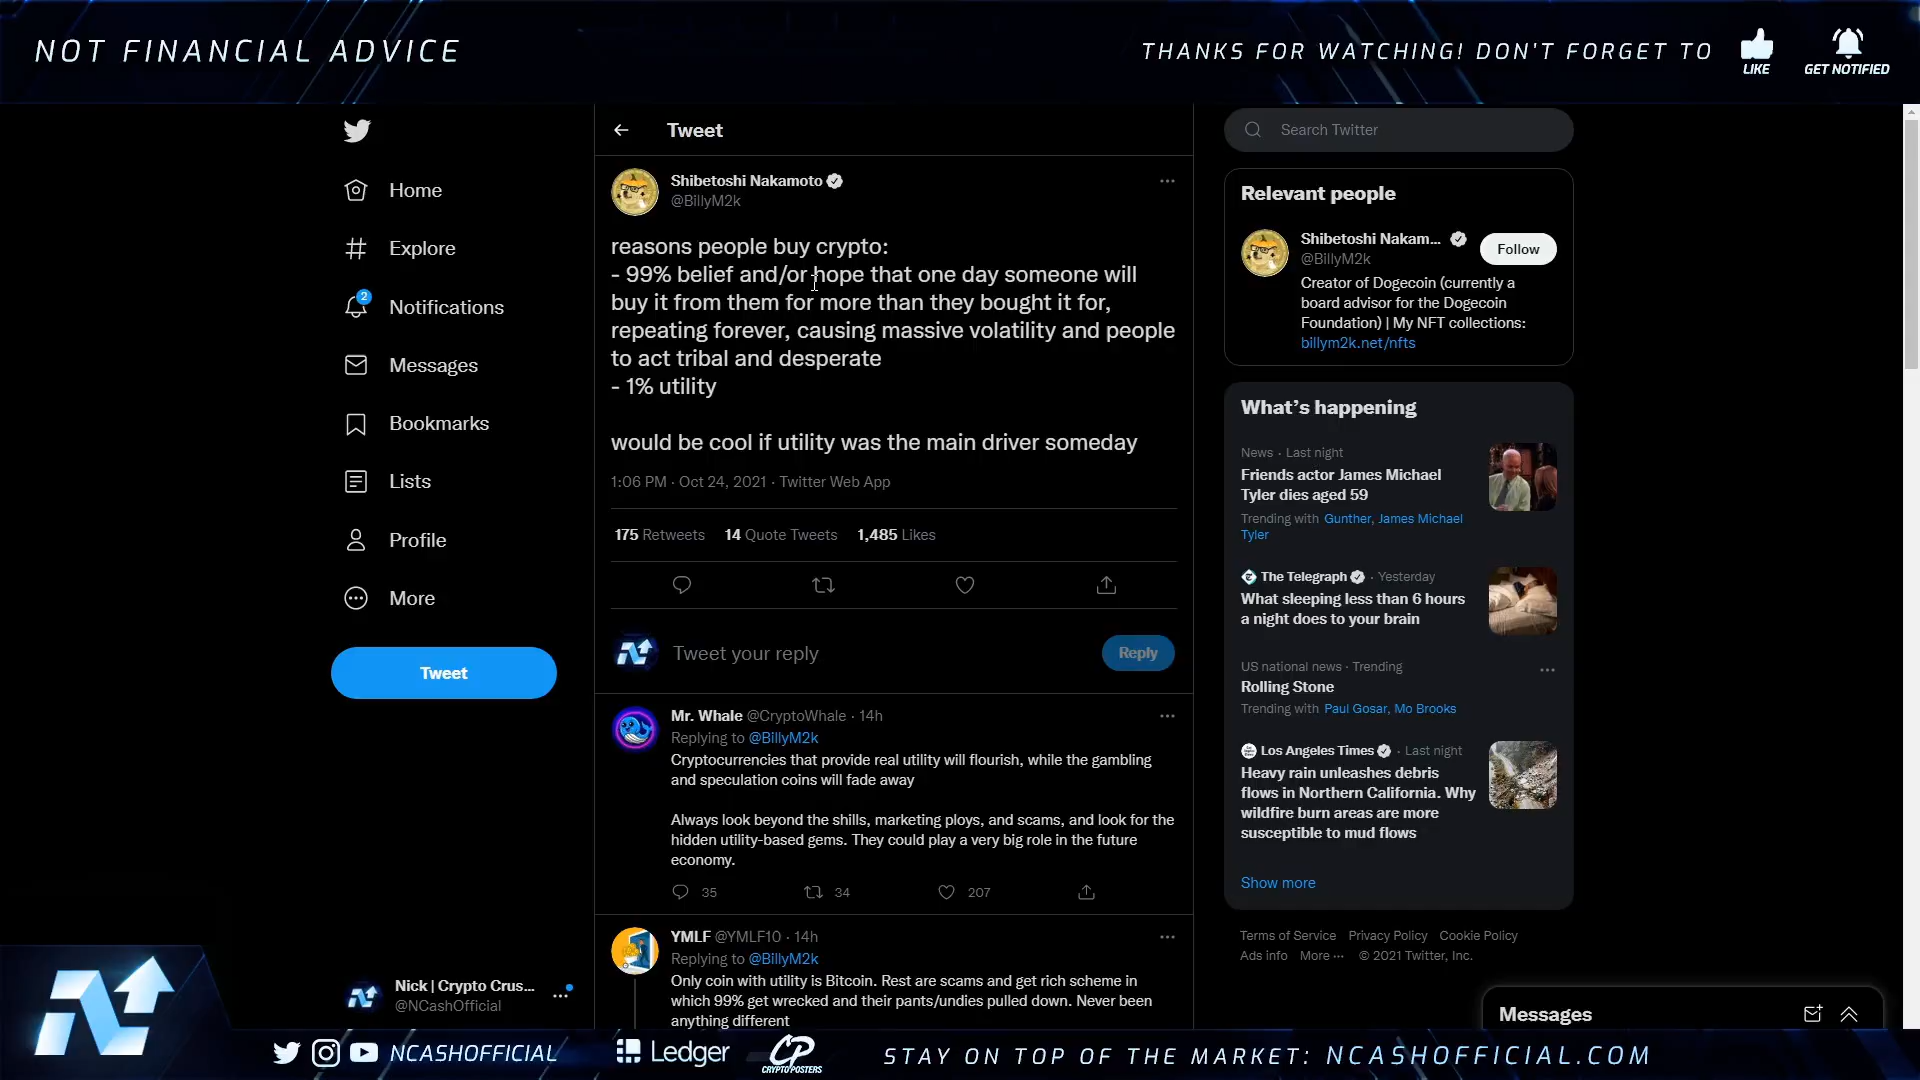 NOT FINANCIAL ADVICE
THANKS FOR WATCHING! DON'T FORGET TO
LIKE
GET NOTIFIED
Home
Explore
2
Notifications
Messages
Bookmarks
Lists
Profile
More
Tweet
Nick | Crypto Crus...
@NCashOfficial
Tweet
Shibetoshi Nakamoto
@BillyM2k
reasons people buy crypto:
- 99% belief and/or hope that one day someone will
buy it from them for more than they bought it for,
repeating forever, causing massive volatility and people
to act tribal and desperate
- 1% utility
would be cool if utility was the main driver someday
1:06 PM · Oct 24, 2021 · Twitter Web App
175 Retweets 14 Quote Tweets 1,485 Likes
Tweet your reply
Reply
Mr. Whale @CryptoWhale · 14h
Replying to @BillyM2k
Cryptocurrencies that provide real utility will flourish, while the gambling
and speculation coins will fade away
Always look beyond the shills, marketing ploys, and scams, and look for the
hidden utility-based gems. They could play a very big role in the future
economy.
35 34 207
YMLF @YMLF10 · 14h
Replying to @BillyM2k
Only coin with utility is Bitcoin. Rest are scams and get rich scheme in
which 99% get wrecked and their pants/undies pulled down. Never been
anything different
Search Twitter
Relevant people
Shibetoshi Nakam...
@BillyM2k
Follow
Creator of Dogecoin (currently a
board advisor for the Dogecoin
Foundation) | My NFT collections:
billym2k.net/nfts
What's happening
News · Last night
Friends actor James Michael
Tyler dies aged 59
Trending with Gunther, James Michael
Tyler
The Telegraph · Yesterday
What sleeping less than 6 hours
a night does to your brain
US national news · Trending
Rolling Stone
Trending with Paul Gosar, Mo Brooks
Los Angeles Times · Last night
Heavy rain unleashes debris
flows in Northern California. Why
wildfire burn areas are more
susceptible to mud flows
Show more
Terms of Service Privacy Policy Cookie Policy
Ads info More ··· © 2021 Twitter, Inc.
Messages
NCASHOFFICIAL
Ledger
CP
CRYPTOPOSTERS
STAY ON TOP OF THE MARKET: NCASHOFFICIAL.COM